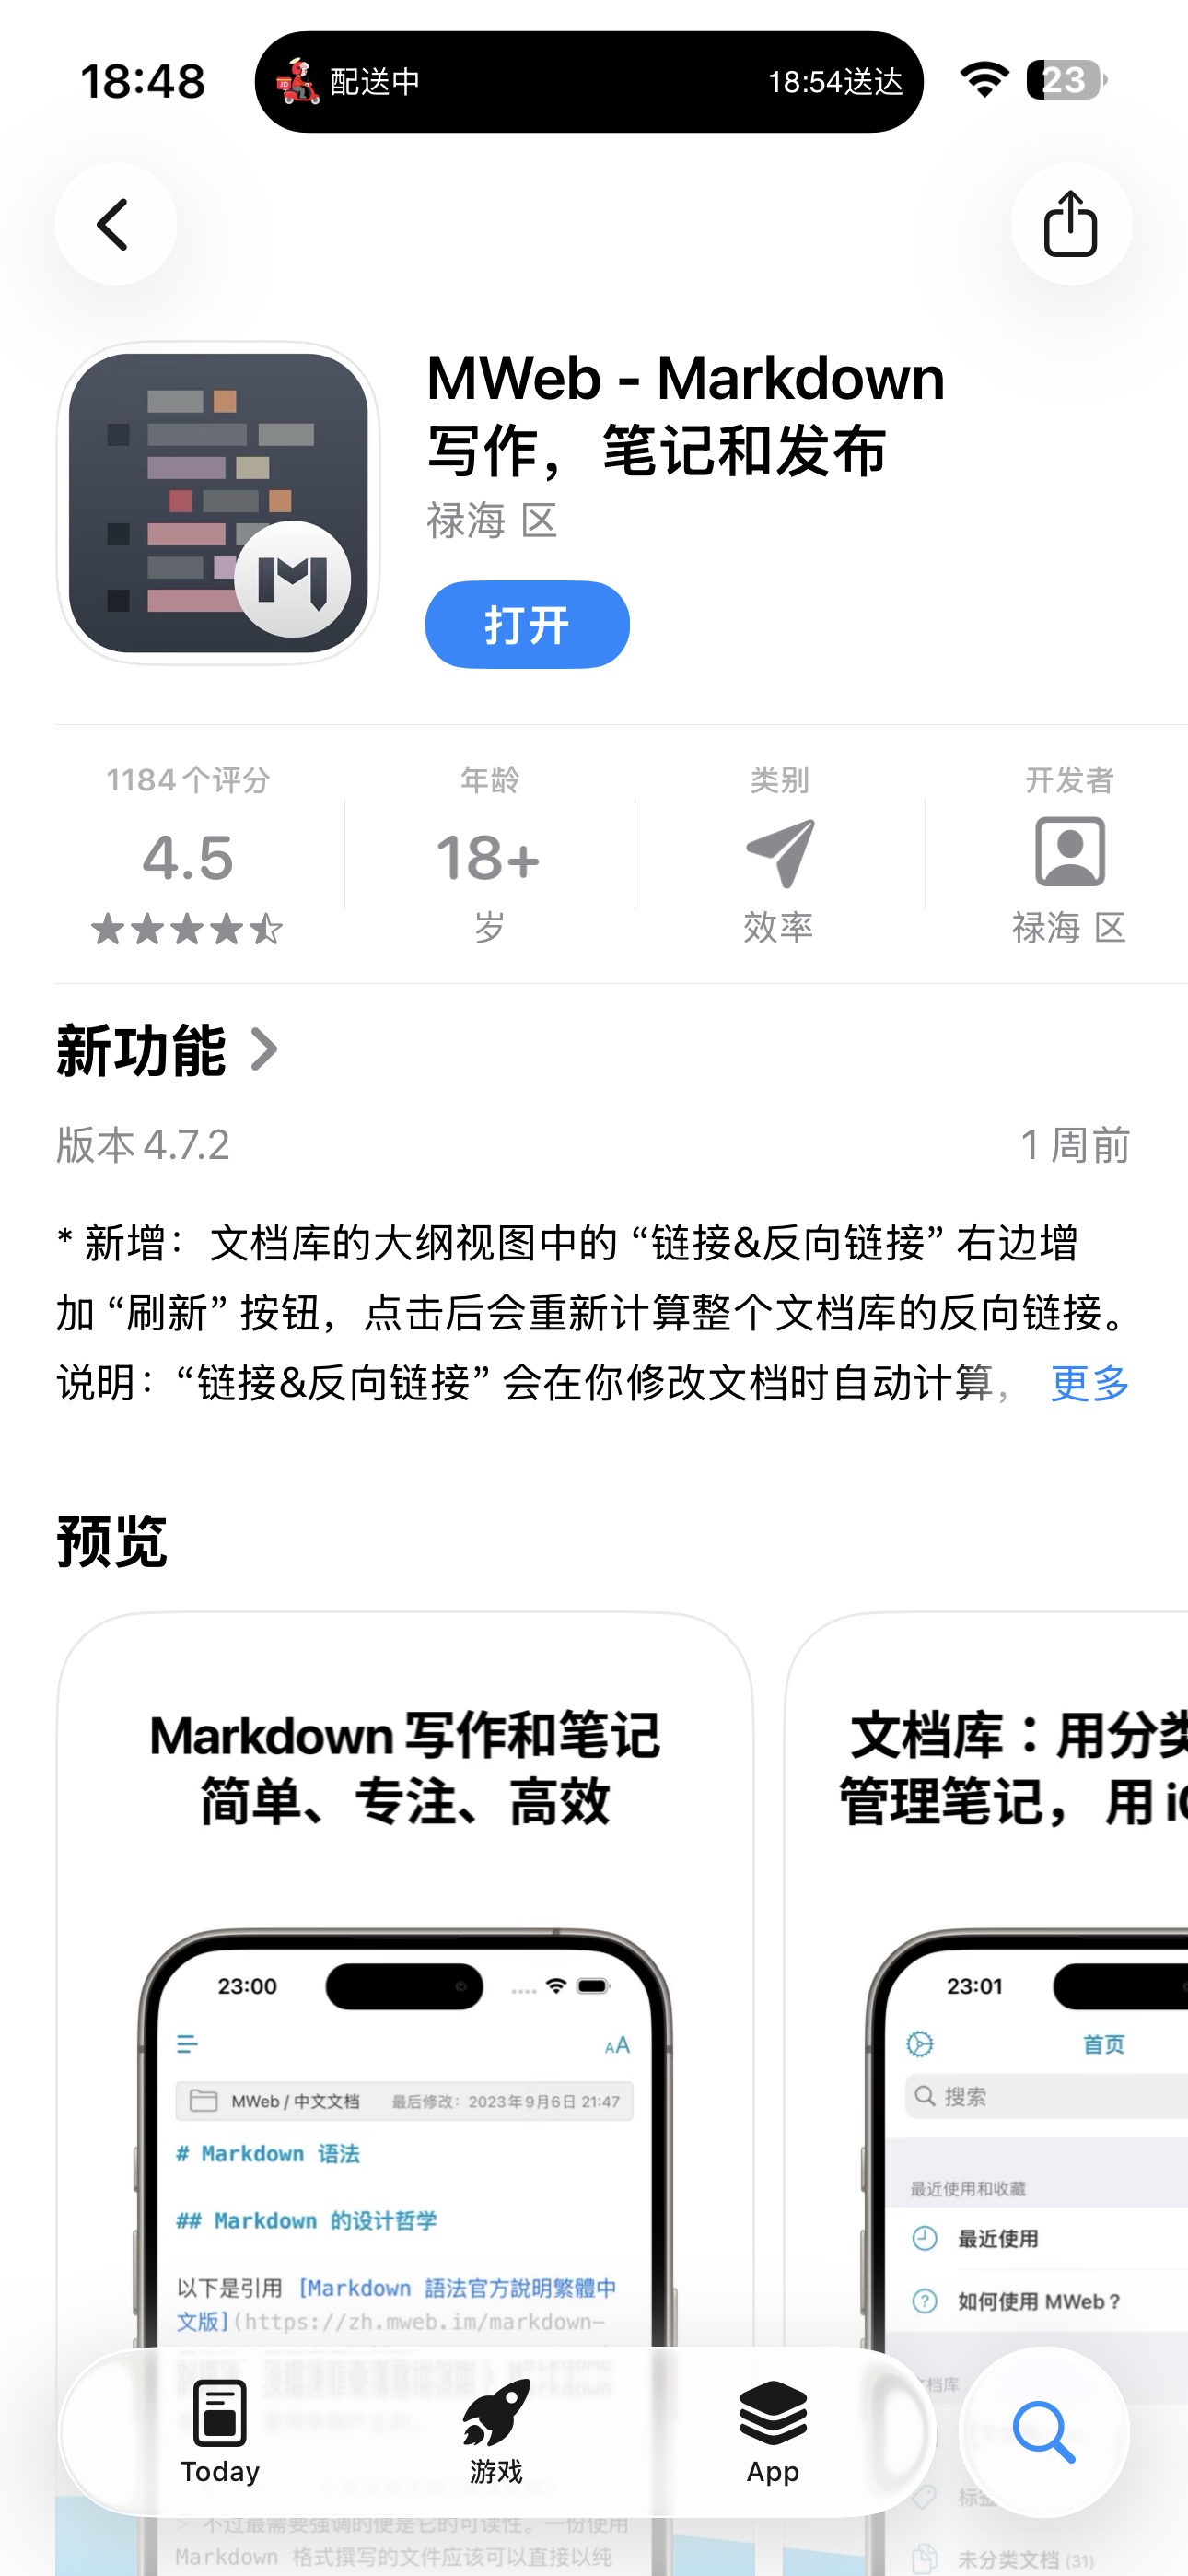 18:48
配送中
18:54送达
23
MWeb - Markdown
写作，笔记和发布
禄海 区
打开
1184个评分
4.5
年龄
18+
岁
类别
效率
开发者
禄海 区
新功能
版本 4.7.2
1 周前
* 新增：文档库的大纲视图中的 “链接&反向链接” 右边增
加 “刷新” 按钮，点击后会重新计算整个文档库的反向链接。
说明：“链接&反向链接” 会在你修改文档时自动计算，
更多
预览
Markdown 写作和笔记
简单、专注、高效
23:00
AA
MWeb / 中文文档
最后修改：2023年9月6日 21:47
# Markdown 语法
## Markdown 的设计哲学
以下是引用 [Markdown 語法官方說明繁體中
文版](https://zh.mweb.im/markdown-
> 不过最需要强调的便是它的可读性。一份使用
Markdown 格式撰写的文件应该可以直接以纯
文档库：用分类
管理笔记，用 iC
23:01
首页
搜索
最近使用和收藏
最近使用
如何使用 MWeb？
档库
标签
未分类文档 (31)
Today
游戏
App